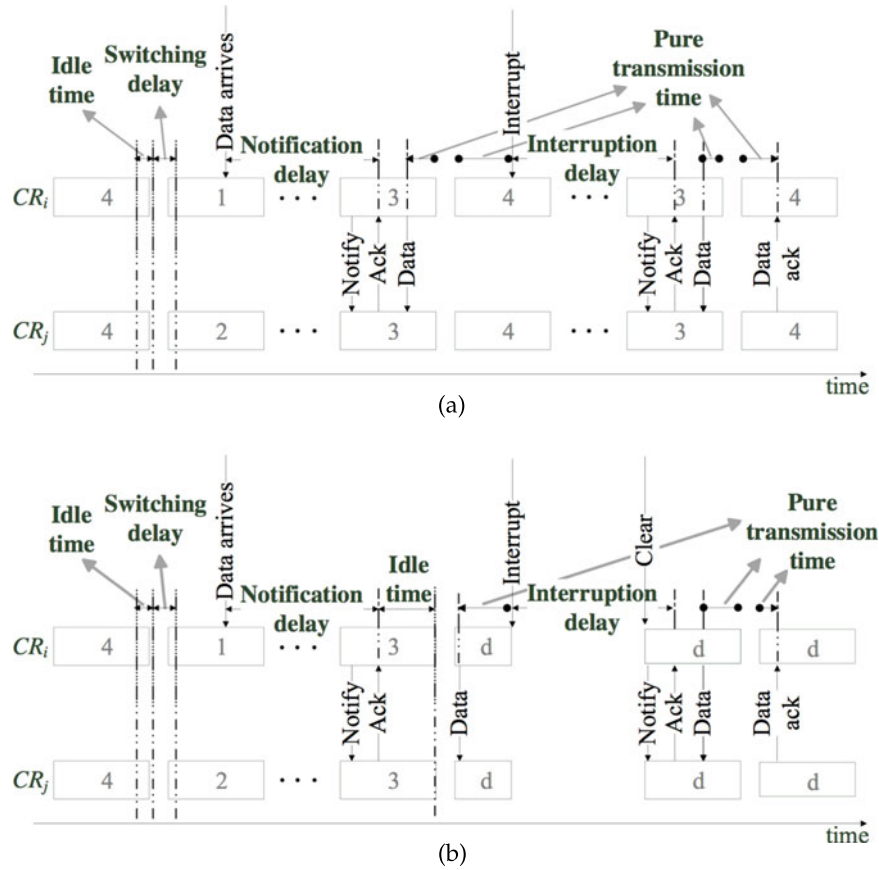 Idle
time
Switching
delay
Data arrives
Notification
delay
Interrupt
Interruption
delay
Pure
transmission
time
CRi 4 1 • • • 3 4 • • • 3 4
Notify
Ack
Data
Notify
Ack
Data
Data
ack
CRj 4 2 • • • 3 4 • • • 3 4
time
(a)
Idle
time
Switching
delay
Data arrives
Notification
delay
Idle
time
Interrupt
Interruption
delay
Clear
Pure
transmission
time
CRi 4 1 • • • 3 d d d
Notify
Ack
Data
Notify
Ack
Data
Data
ack
CRj 4 2 • • • 3 d d d
time
(b)